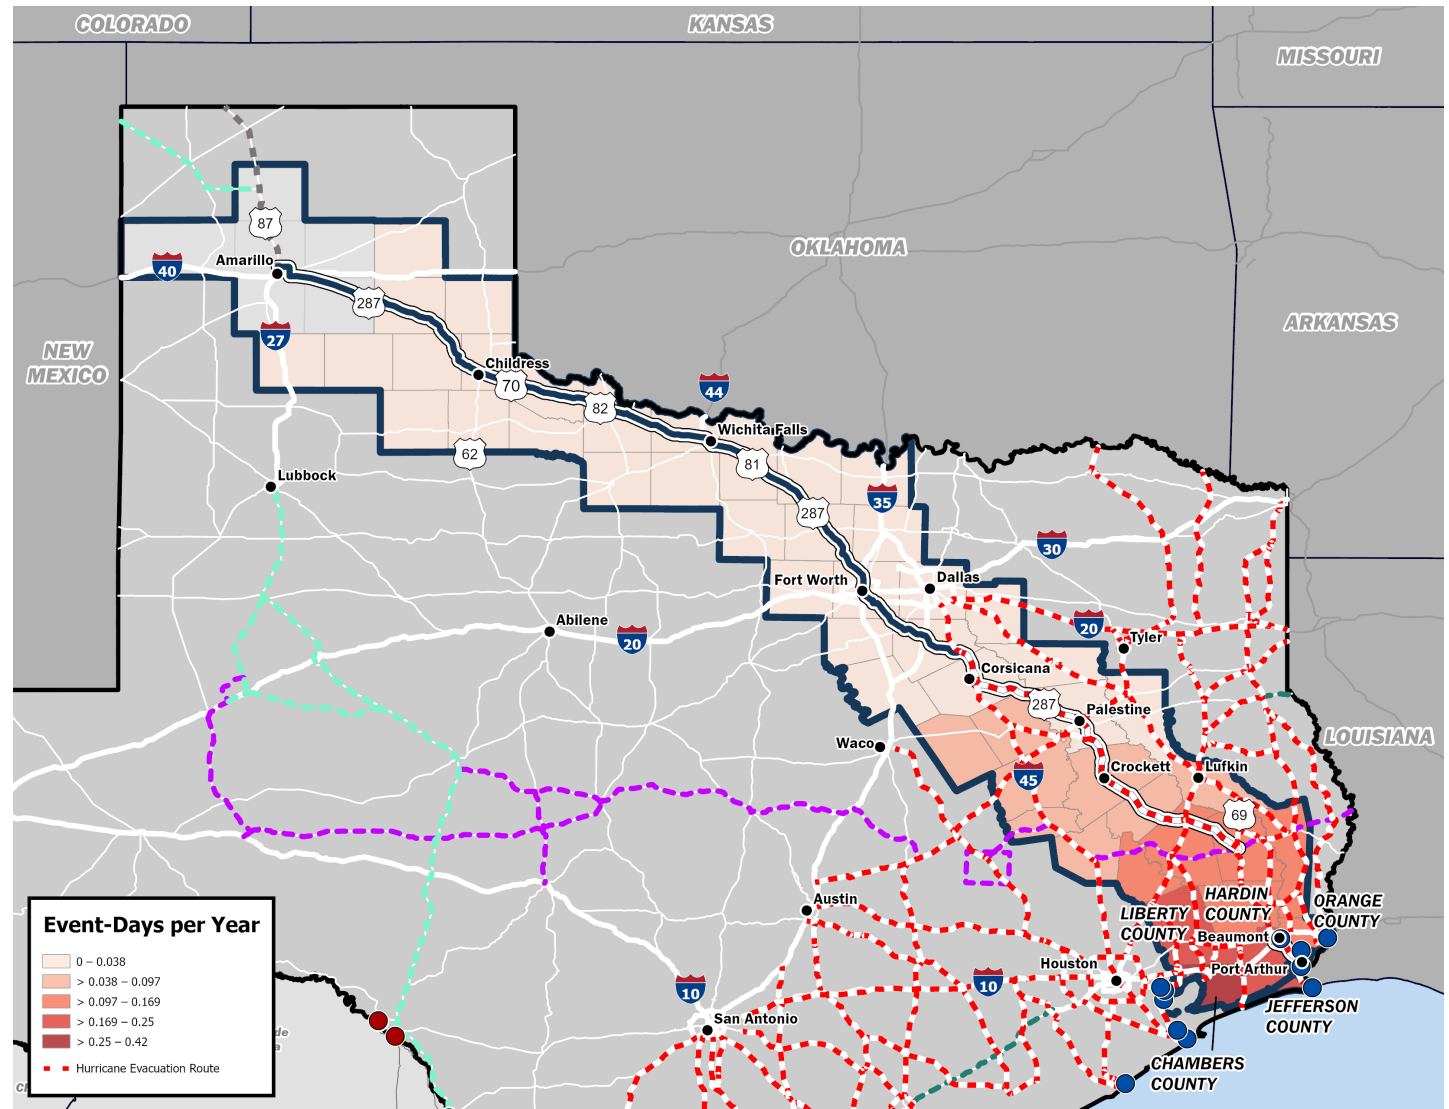 COLORADO
KANSAS
MISSOURI
87
OKLAHOMA
Amarillo
40
287
ARKANSAS
27
NEW
MEXICO
Childress
70
44
82
Wichita Falls
62
81
Lubbock
35
287
30
Fort Worth
Dallas
Abilene
20
20
Tyler
Corsicana
287
Palestine
LOUISIANA
Waco
Crockett
Lufkin
45
69
Austin
HARDIN
COUNTY
ORANGE
COUNTY
LIBERTY
COUNTY
Beaumont
Houston
Port Arthur
10
10
San Antonio
JEFFERSON
COUNTY
CHAMBERS
COUNTY
de
a
Event-Days per Year
0 – 0.038
> 0.038 – 0.097
> 0.097 – 0.169
> 0.169 – 0.25
> 0.25 – 0.42
Hurricane Evacuation Route